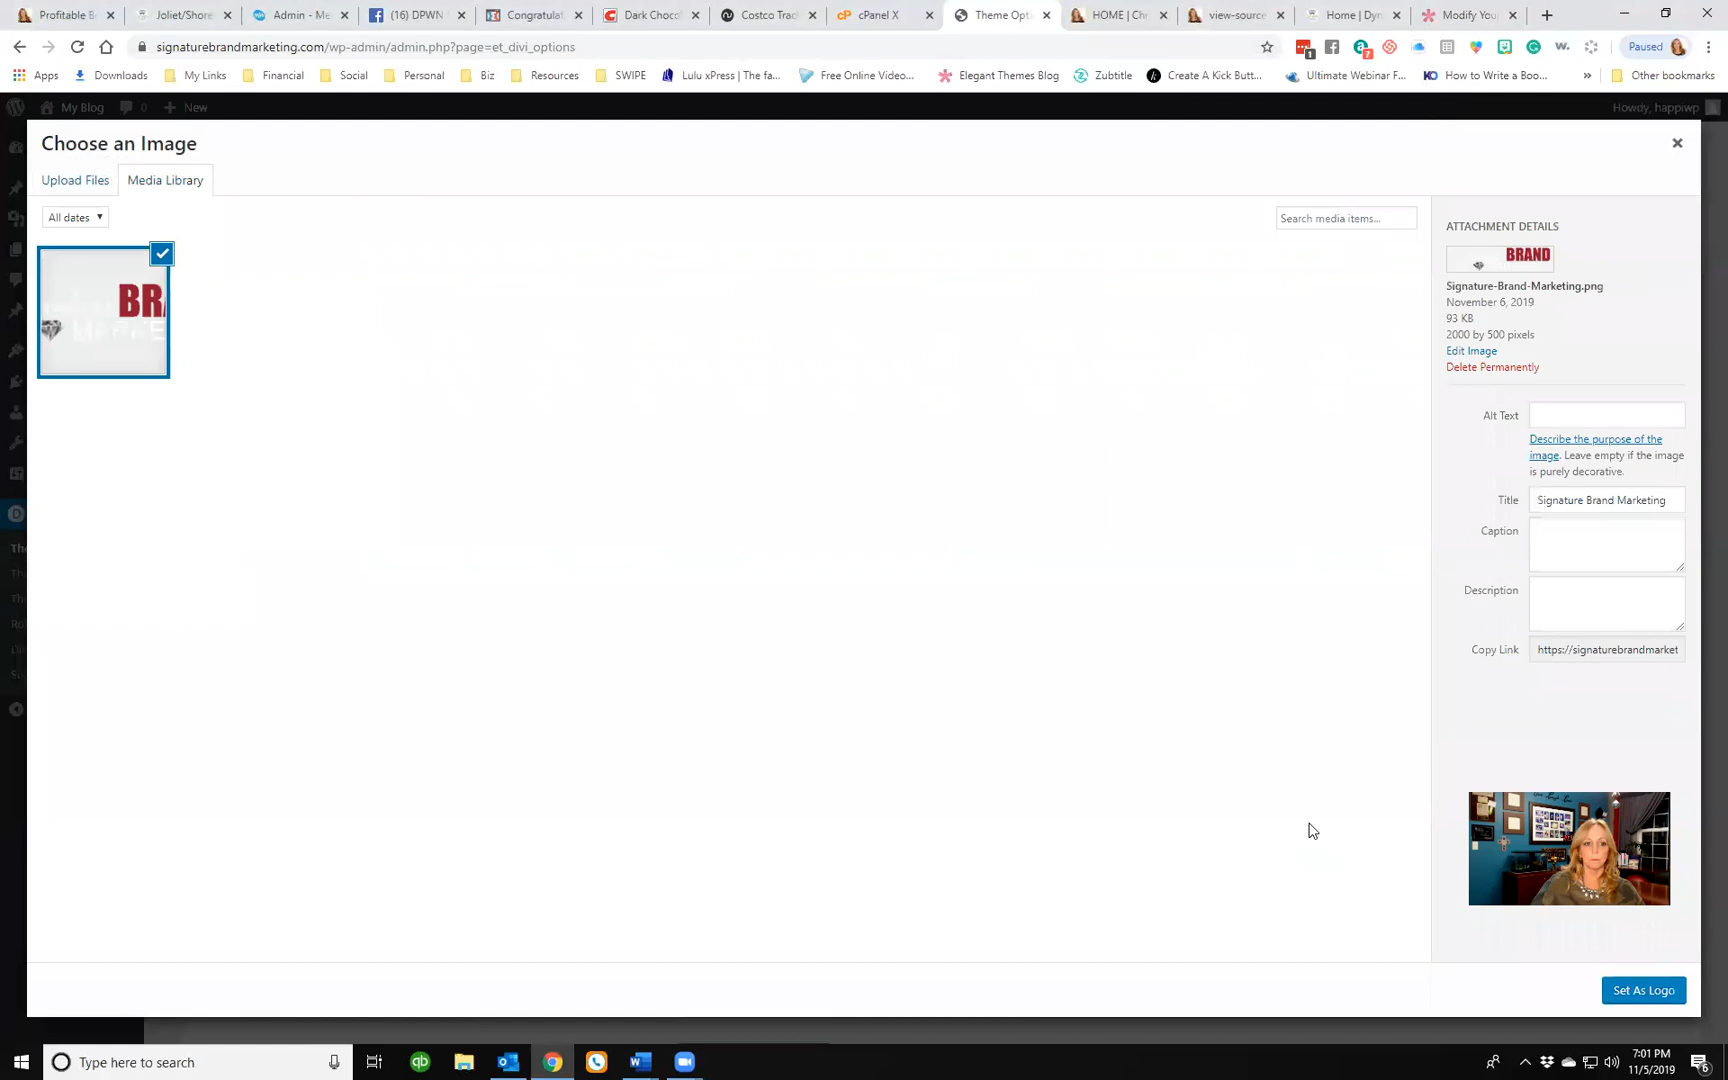 Profitable B
Joliet/Shore
Admin - Me
(16) DPWN
Congratulat
Dark Choco
Costco Trac
cPanel X
Theme Opti
HOME | Chr
view-source
Home | Dyn
Modify You
signaturebrandmarketing.com/wp-admin/admin.php?page=et_divi_options
Paused
Apps
Downloads
My Links
Financial
Social
Personal
Biz
Resources
SWIPE
Lulu xPress | The fa...
Free Online Video...
Elegant Themes Blog
Zubtitle
Create A Kick Butt...
Ultimate Webinar F...
How to Write a Boo...
»
Other bookmarks
My Blog
0
New
Howdy, happiwp
Choose an Image
Upload Files
Media Library
All dates
Search media items...
BRA
MARKE
ATTACHMENT DETAILS
BRAND
Signature-Brand-Marketing.png
November 6, 2019
93 KB
2000 by 500 pixels
Edit Image
Delete Permanently
Alt Text
Describe the purpose of the
image. Leave empty if the image
is purely decorative.
Title
Signature Brand Marketing
Caption
Description
Copy Link
https://signaturebrandmarket
Set As Logo
Type here to search
7:01 PM
11/5/2019
6